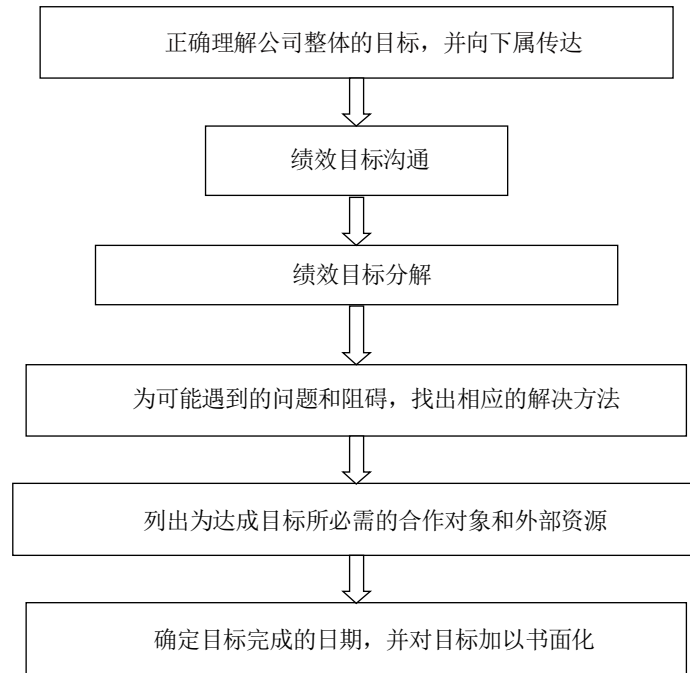 正确理解公司整体的目标，并向下属传达
绩效目标沟通
绩效目标分解
为可能遇到的问题和阻碍，找出相应的解决方法
列出为达成目标所必需的合作对象和外部资源
确定目标完成的日期，并对目标加以书面化